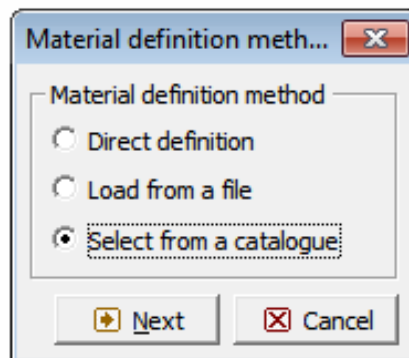 Material definition meth...
Material definition method
Direct definition
Load from a file
Select from a catalogue
Next
Cancel